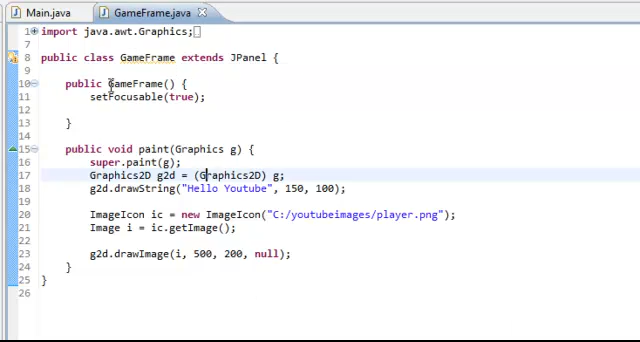 Main.java GameFrame.java
1 import java.awt.Graphics;
7
8 public class GameFrame extends JPanel {
9
10 public GameFrame() {
11 setFocusable(true);
12
13 }
14
15 public void paint(Graphics g) {
16 super.paint(g);
17 Graphics2D g2d = (Graphics2D) g;
18 g2d.drawString("Hello Youtube", 150, 100);
19
20 ImageIcon ic = new ImageIcon("C:/youtubeimages/player.png");
21 Image i = ic.getImage();
22
23 g2d.drawImage(i, 500, 200, null);
24 }
25 }
26